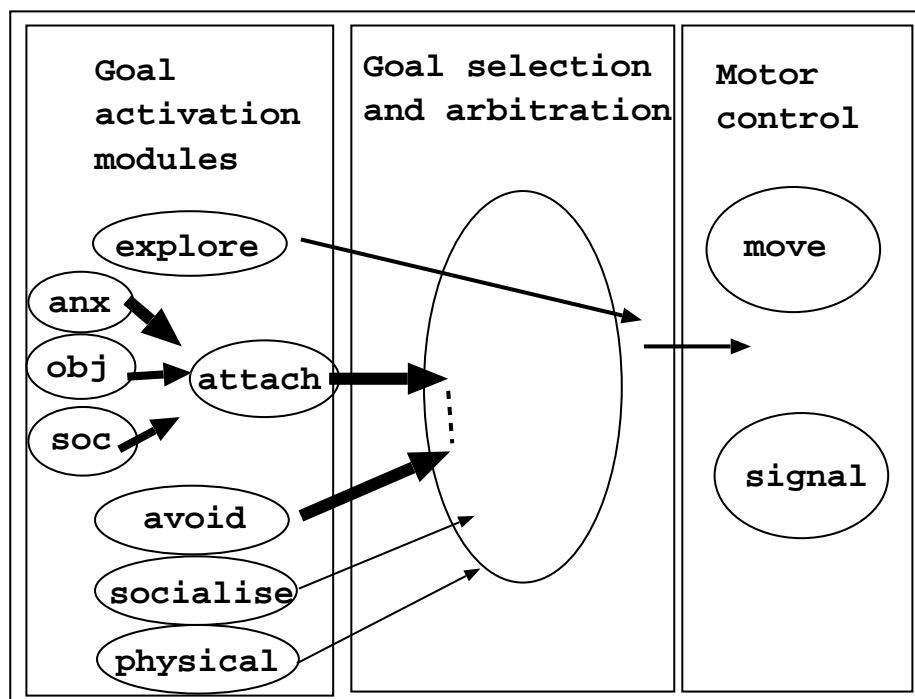 Goal
activation
modules
explore
anx
obj
attach
soc
avoid
socialise
physical
Goal selection
and arbitration
Motor
control
move
signal